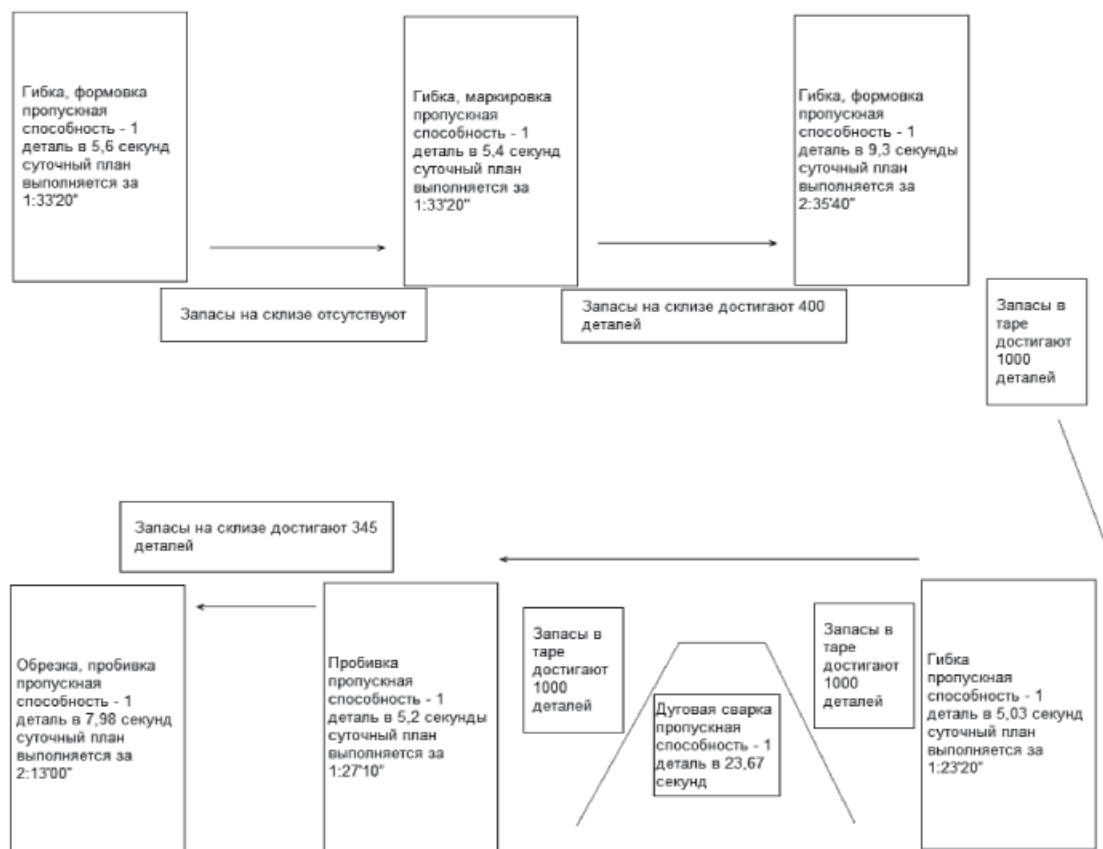 Гибка, формовка
пропускная
способность - 1
деталь в 5,6 секунд
суточный план
выполняется за
1:33'20"
Гибка, маркировка
пропускная
способность - 1
деталь в 5,4 секунд
суточный план
выполняется за
1:33'20"
Гибка, формовка
пропускная
способность - 1
деталь в 9,3 секунды
суточный план
выполняется за
2:35'40"
Запасы на склизе отсутствуют
Запасы на склизе достигают 400
деталей
Запасы в
таре
достигают
1000
деталей
Запасы на склизе достигают 345
деталей
Обрезка, пробивка
пропускная
способность - 1
деталь в 7,98 секунд
суточный план
выполняется за
2:13'00"
Пробивка
пропускная
способность - 1
деталь в 5,2 секунды
суточный план
выполняется за
1:27'10"
Запасы в
таре
достигают
1000
деталей
Дуговая сварка
пропускная
способность - 1
деталь в 23,67
секунд
Запасы в
таре
достигают
1000
деталей
Гибка
пропускная
способность - 1
деталь в 5,03 секунд
суточный план
выполняется за
1:23'20"